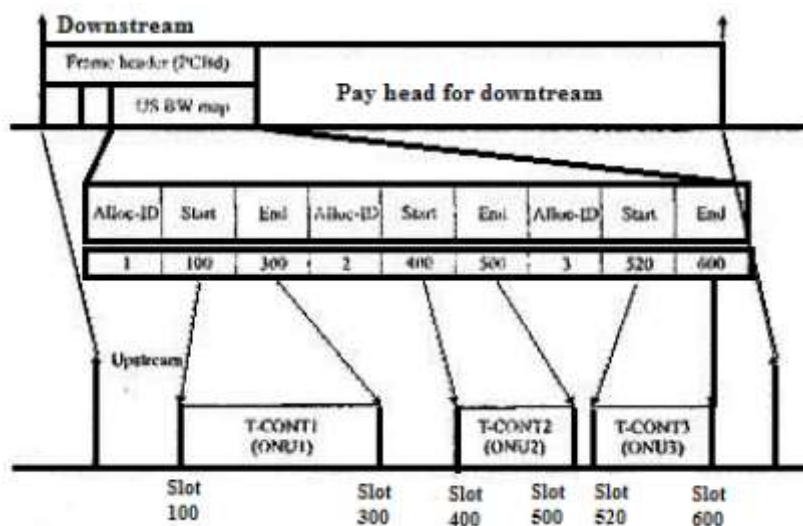 Downstream
Frame header (PCBd)
US BW map
Pay head for downtream
Alloc-ID Start End Alloc-ID Start End Alloc-ID Start End
1 100 300 2 400 500 3 520 600
Upstream
T-CONT1 T-CONT2 T-CONT3
(ONU1) (ONU2) (ONU3)
Slot Slot Slot Slot Slot Slot
100 300 400 500 520 600